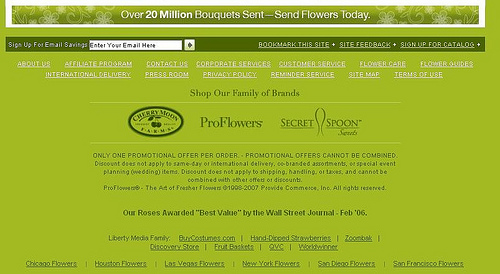 Over 20 Million Bouquets Sent—Send Flowers Today.
Sign Up For Email Savings Enter Your Email Here BOOKMARK THIS SITE SITE FEEDBACK SIGN UP FOR CATALOG
ABOUT US AFFILIATE PROGRAM CONTACT US CORPORATE SERVICES CUSTOMER SERVICE FLOWER CARE FLOWER GUIDES
INTERNATIONAL DELIVERY PRESS ROOM PRIVACY POLICY REMINDER SERVICE SITE MAP TERMS OF USE
Shop Our Family of Brands
CHERRY MOON
FARMS
ProFlowers
SECRET SPOON
Sweets
ONLY ONE PROMOTIONAL OFFER PER ORDER. - PROMOTIONAL OFFERS CANNOT BE COMBINED.
Discount does not apply to same-day or international delivery, co-branded assortments, or special event
planning (wedding) items. Discount does not apply to shipping, handling, or taxes, and cannot be
combined with other offers or discounts.
ProFlowers® - The Art of Fresher Flowers ©1998-2007 Provide Commerce, Inc. All rights reserved.
Our Roses Awarded "Best Value" by the Wall Street Journal - Feb '06.
Liberty Media Family: BuyCostumes.com | Hand-Dipped Strawberries | Zoombak |
Discovery Store | Fruit Baskets | QVC | Worldwinner
Chicago Flowers | Houston Flowers | Las Vegas Flowers | New York Flowers | San Diego Flowers | San Francisco Flowers